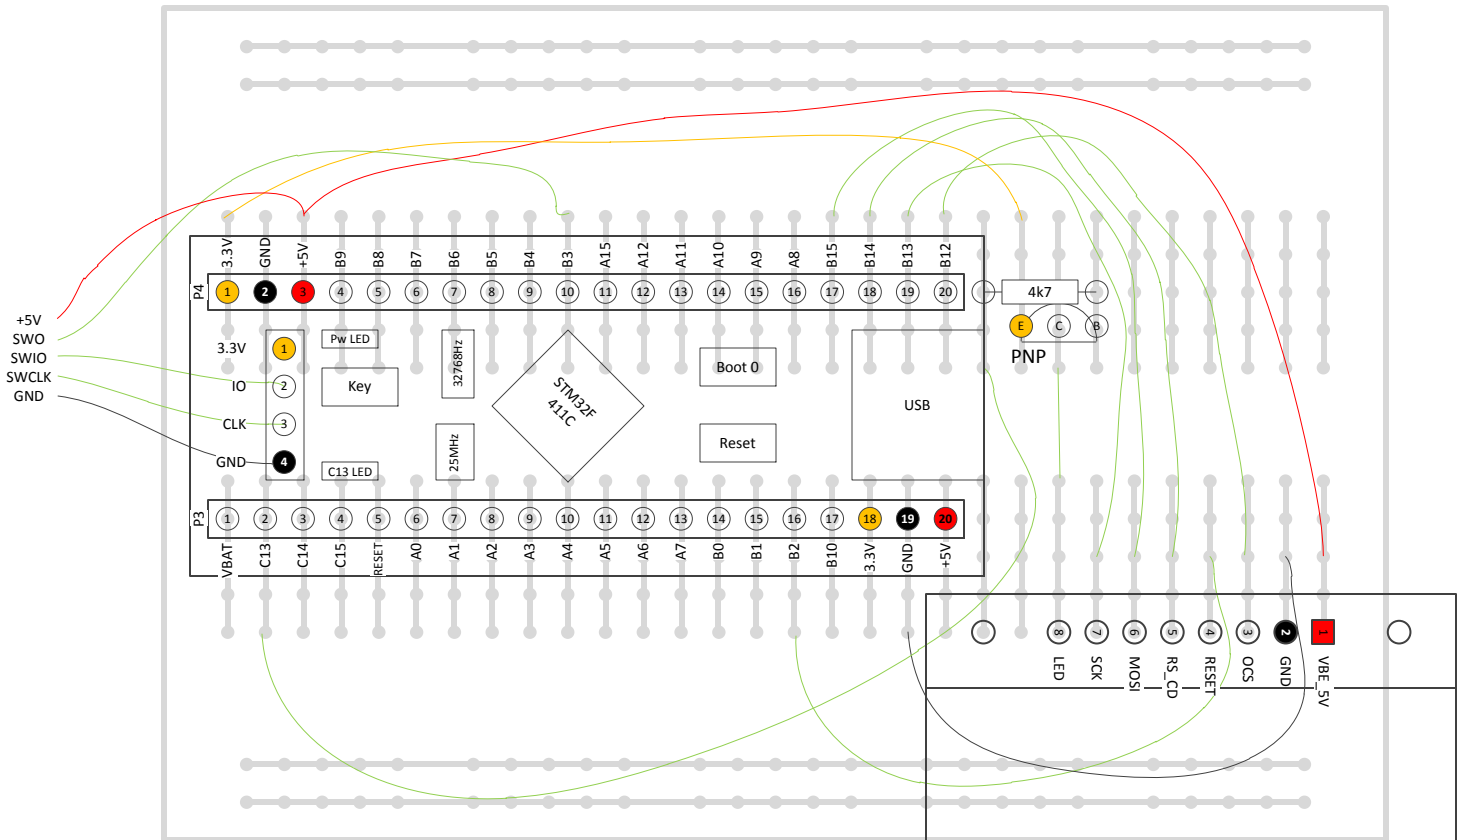 3.3V GND +5V B9 B8 B7 B6 B5 B4 B3 A15 A12 A11 A10 A9 A8 B15 B14 B13 B12
P4 1 2 3 4 5 6 7 8 9 10 11 12 13 14 15 16 17 18 19 20
4k7
E C B
PNP
+5V
SWO
SWIO
SWCLK
GND
3.3V 1
IO 2
CLK 3
GND 4
Pw LED
Key
C13 LED
32768Hz
25MHz
STM32F
411C
Boot 0
Reset
USB
P3 1 2 3 4 5 6 7 8 9 10 11 12 13 14 15 16 17 18 19 20
VBAT C13 C14 C15 RESET A0 A1 A2 A3 A4 A5 A6 A7 B0 B1 B2 B10 3.3V GND +5V
8 7 6 5 4 3 2 1
LED SCK MOSI RS_CD RESET OCS GND VBE_5V